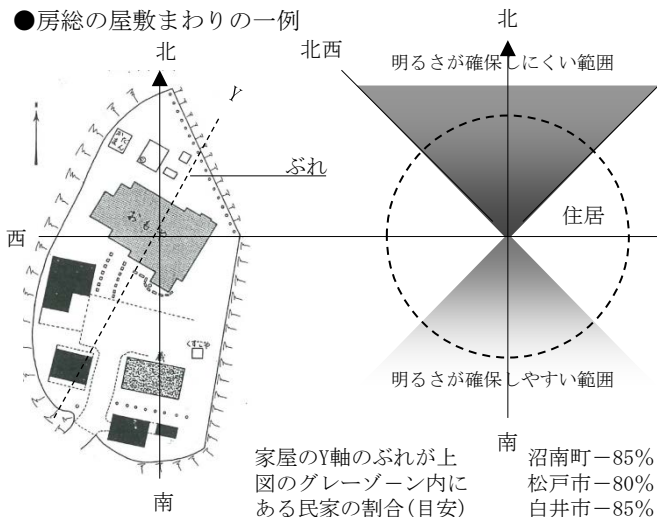 ●房総の屋敷まわりの一例
北
北西
北
明るさが確保しにくい範囲
Y
ぶれ
おもや
西
住居
明るさが確保しやすい範囲
南
南
家屋のY軸のぶれが上
図のグレーゾーン内に
ある民家の割合(目安)
沼南町－85%
松戸市－80%
白井市－85%